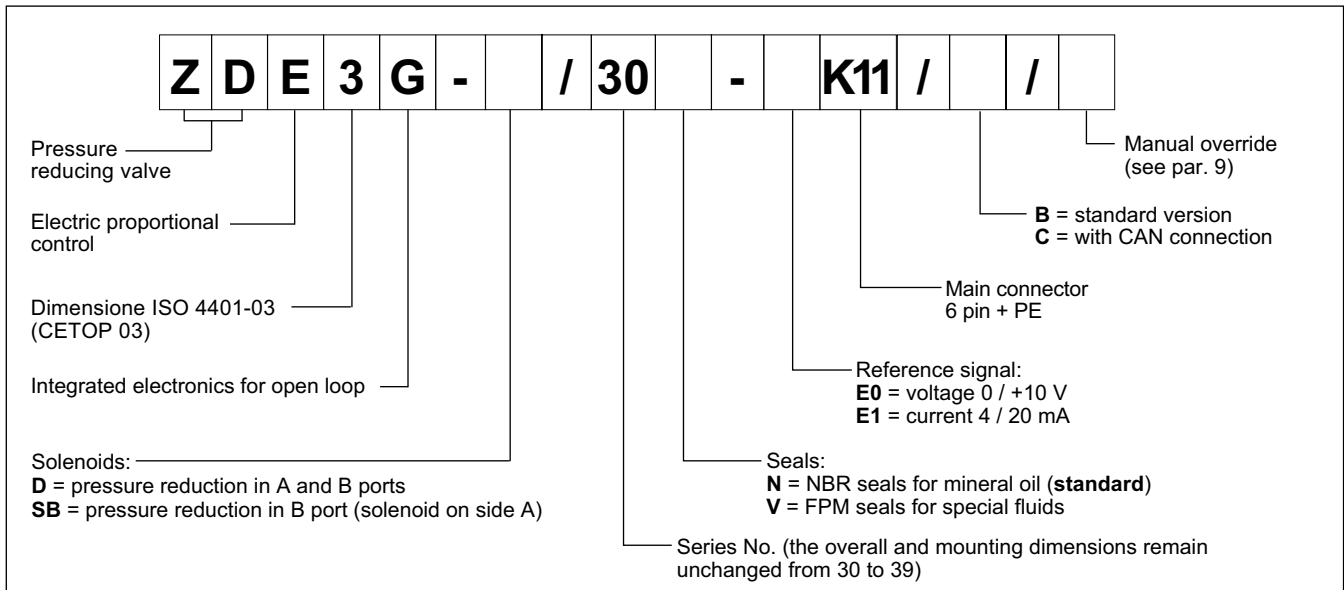 Z D E 3 G - / 30 - K11 / /
Pressure
reducing valve
Manual override
(see par. 9)
Electric proportional
control
B = standard version
C = with CAN connection
Dimensione ISO 4401-03
(CETOP 03)
Main connector
6 pin + PE
Integrated electronics for open loop
Reference signal:
E0 = voltage 0 / +10 V
E1 = current 4 / 20 mA
Solenoids:
D = pressure reduction in A and B ports
SB = pressure reduction in B port (solenoid on side A)
Seals:
N = NBR seals for mineral oil (standard)
V = FPM seals for special fluids
Series No. (the overall and mounting dimensions remain
unchanged from 30 to 39)